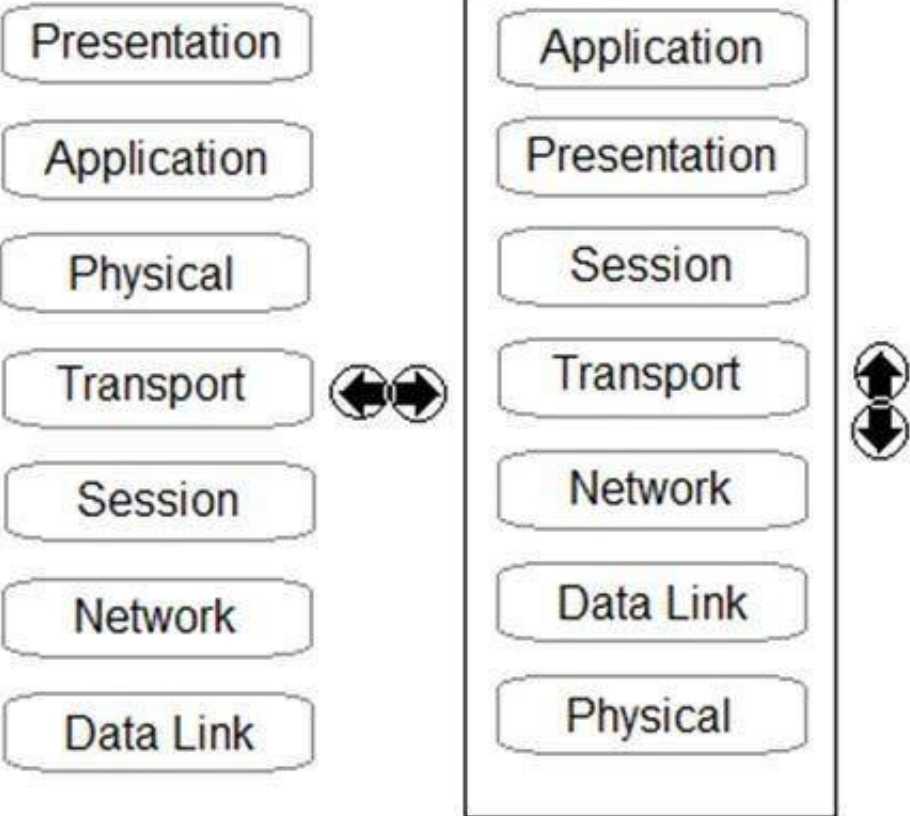 Presentation
Application
Physical
Transport
Session
Network
Data Link
Application
Presentation
Session
Transport
Network
Data Link
Physical